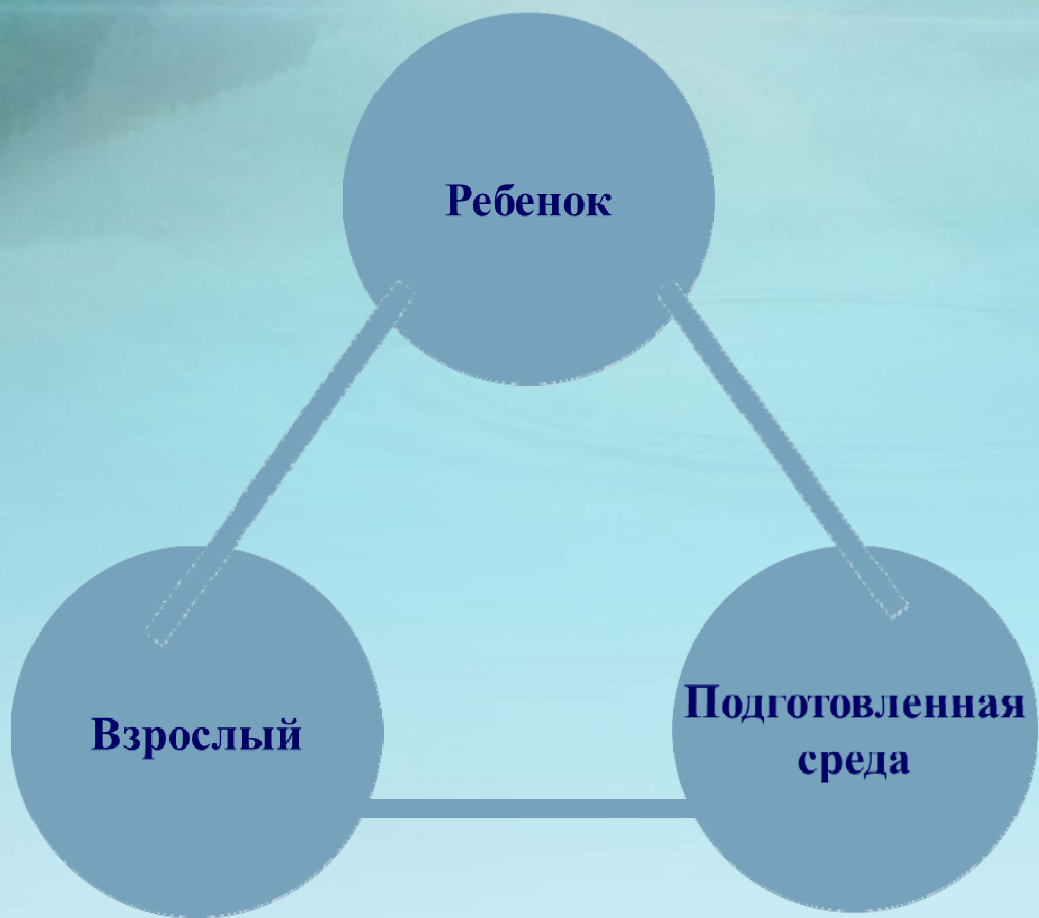 Ребенок
Взрослый
Подготовленная
среда